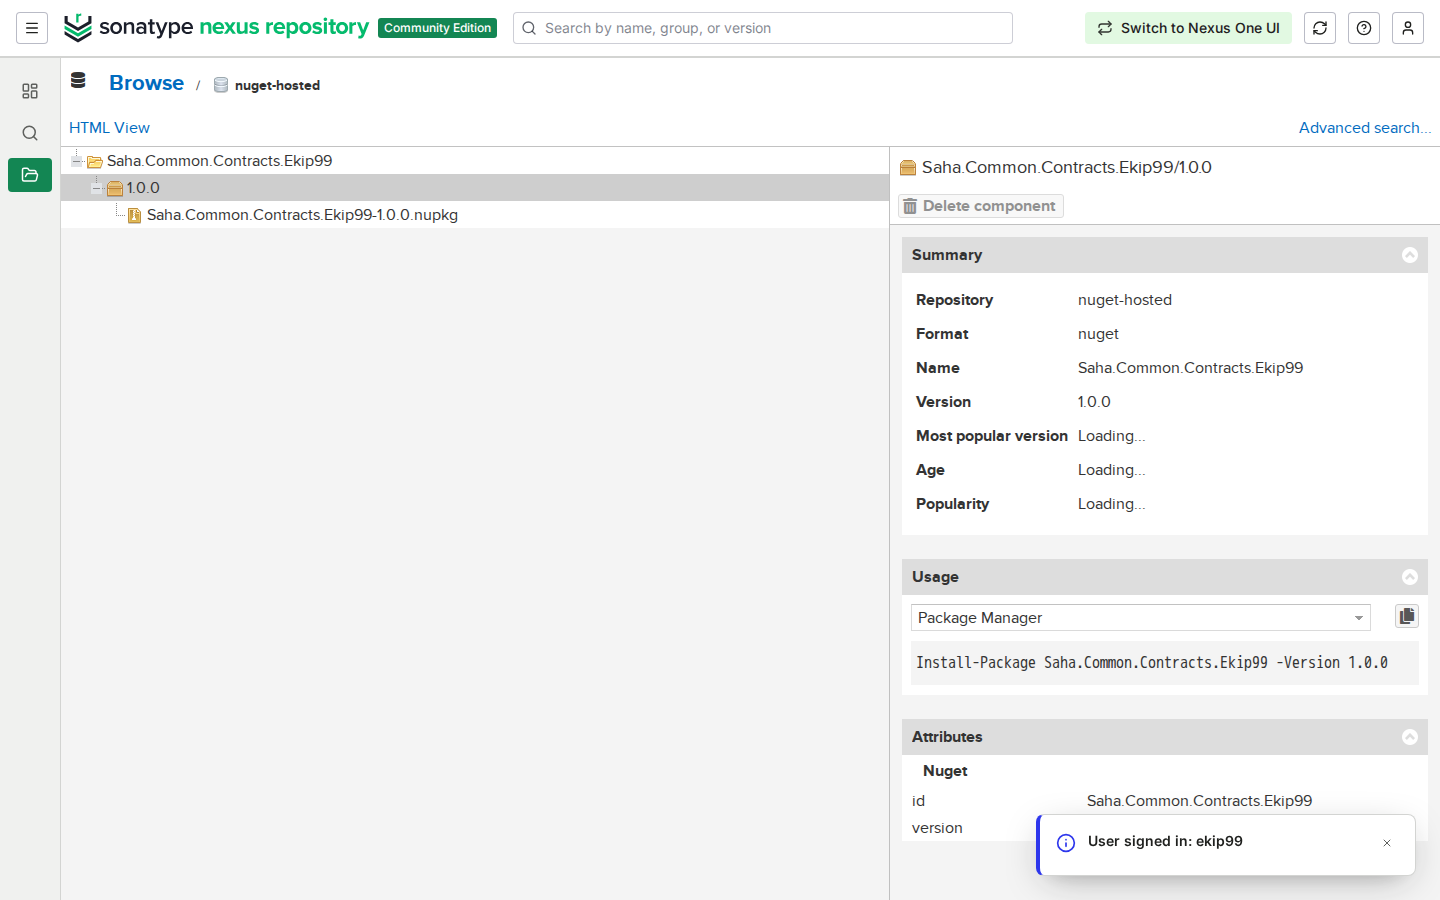 sonatype nexus repository Community Edition
Search by name, group, or version
Switch to Nexus One UI
Browse / nuget-hosted
HTML View
Advanced search...
Saha.Common.Contracts.Ekip99
1.0.0
Saha.Common.Contracts.Ekip99-1.0.0.nupkg
Saha.Common.Contracts.Ekip99/1.0.0
Delete component
Summary
Repository nuget-hosted
Format nuget
Name Saha.Common.Contracts.Ekip99
Version 1.0.0
Most popular version Loading...
Age Loading...
Popularity Loading...
Usage
Package Manager
Install-Package Saha.Common.Contracts.Ekip99 -Version 1.0.0
Attributes
Nuget
id Saha.Common.Contracts.Ekip99
version
User signed in: ekip99